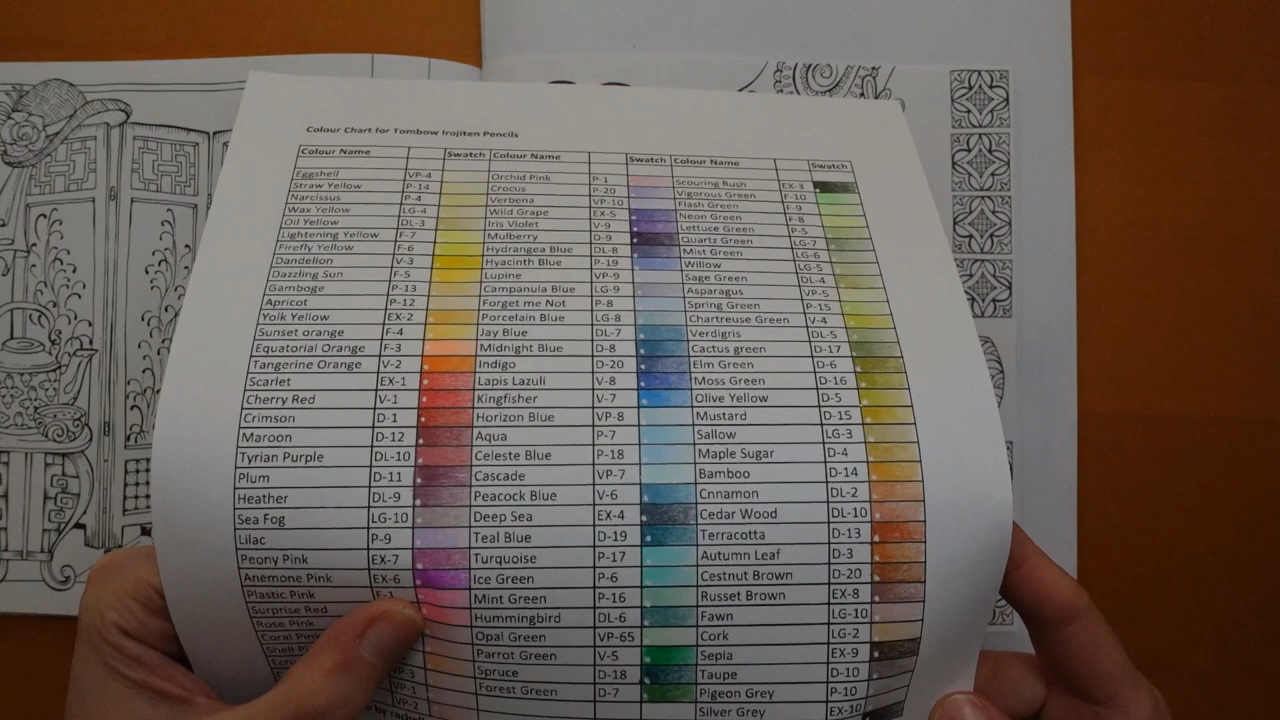 Colour Chart for Tombow Irojiten Pencils
Colour Name Swatch Colour Name Swatch Colour Name Swatch
Eggshell VP-4 Orchid Pink P-1 Scouring Rush EX-3
Straw Yellow P-14 Crocus P-20 Vigorous Green F-10
Narcissus P-4 Verbena VP-10 Flash Green F-9
Wax Yellow LG-4 Wild Grape EX-5 Neon Green F-8
Oil Yellow DL-3 Iris Violet V-9 Lettuce Green P-5
Lightening Yellow F-7 Mulberry D-9 Quartz Green LG-7
Firefly Yellow F-6 Hydrangea Blue DL-8 Mist Green LG-6
Dandelion V-3 Hyacinth Blue P-19 Willow LG-5
Dazzling Sun F-5 Lupine VP-9 Sage Green DL-4
Gamboge P-13 Campanula Blue LG-9 Asparagus VP-5
Apricot P-12 Forget me Not P-8 Spring Green P-15
Yolk Yellow EX-2 Porcelain Blue LG-8 Chartreuse Green V-4
Sunset orange F-4 Jay Blue DL-7 Verdigris DL-5
Equatorial Orange F-3 Midnight Blue D-8 Cactus green D-17
Tangerine Orange V-2 Indigo D-20 Elm Green D-6
Scarlet EX-1 Lapis Lazuli V-8 Moss Green D-16
Cherry Red V-1 Kingfisher V-7 Olive Yellow D-5
Crimson D-1 Horizon Blue VP-8 Mustard D-15
Maroon D-12 Aqua P-7 Sallow LG-3
Tyrian Purple DL-10 Celeste Blue P-18 Maple Sugar D-4
Plum D-11 Cascade VP-7 Bamboo D-14
Heather DL-9 Peacock Blue V-6 Cnnamon DL-2
Sea Fog LG-10 Deep Sea EX-4 Cedar Wood DL-10
Lilac P-9 Teal Blue D-19 Terracotta D-13
Peony Pink EX-7 Turquoise P-17 Autumn Leaf D-3
Anemone Pink EX-6 Ice Green P-6 Cestnut Brown D-20
Plastic Pink F-1 Mint Green P-16 Russet Brown EX-8
Surprise Red Hummingbird DL-6 Fawn LG-10
Rose Pink Opal Green VP-65 Cork LG-2
Coral Pink Parrot Green V-5 Sepia EX-9
Shell VP-3 Spruce D-18 Taupe D-10
VP-1 Forest Green D-7 Pigeon Grey P-10
VP-2 Silver Grey EX-10
by